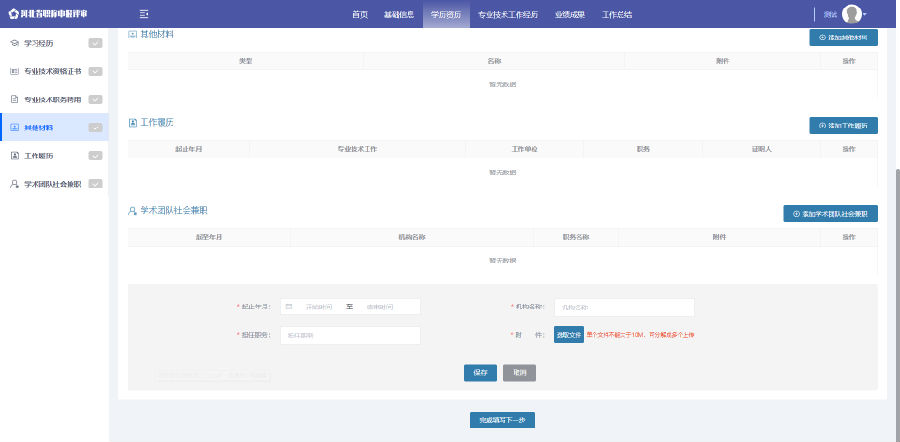 河北省职称申报评审
首页 基础信息 学历资历 专业技术工作经历 业绩成果 工作总结
测试
学习经历
专业技术资格证书
专业技术职务聘用
其他材料
工作履历
学术团队社会兼职
其他材料
添加其他材料
类型 名称 附件 操作
暂无数据
工作履历
添加工作履历
起止年月 专业技术工作 工作单位 职务 证明人 操作
暂无数据
学术团队社会兼职
添加学术团队社会兼职
起至年月 机构名称 职务名称 附件 操作
暂无数据
* 起止年月: 开始时间 至 结束时间
* 机构名称: 机构名称
* 担任职务: 担任职务
* 附 件: 选取文件 单个文件不能大于10M，可分解成多个上传
保存 取消
完成填写下一步